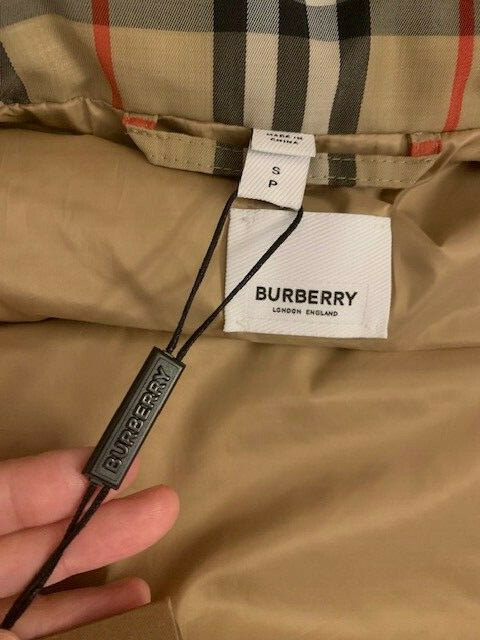 MADE IN
CHINA
S
P
BURBERRY
LONDON ENGLAND
BURBERRY